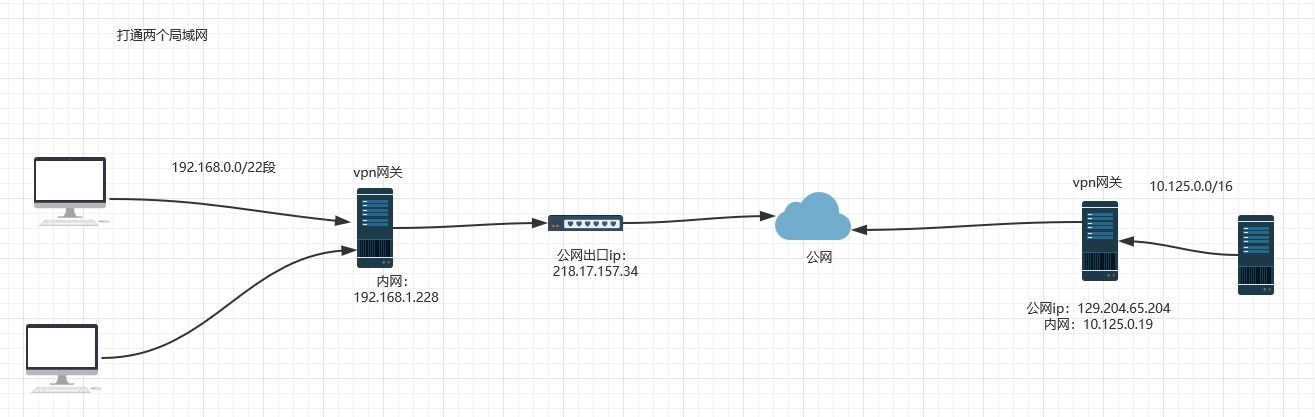 打通两个局域网
192.168.0.0/22段
vpn网关
vpn网关
10.125.0.0/16
公网出口ip：
218.17.157.34
公网
内网：
192.168.1.228
公网ip：129.204.65.204
内网：10.125.0.19